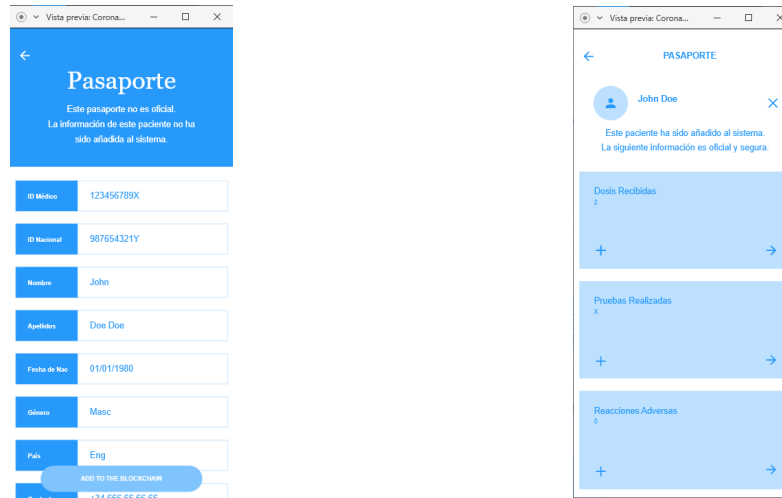 Vista previa: Corona...
Pasaporte
Este pasaporte no es oficial.
La información de este paciente no ha
sido añadida al sistema.
ID Médico 123456789X
ID Nacional 987654321Y
Nombre John
Apellidos Doe Doe
Fecha de Nac 01/01/1980
Género Masc
País Eng
ADD TO THE BLOCKCHAIN
Vista previa: Corona...
PASAPORTE
John Doe
Este paciente ha sido añadido al sistema.
La siguiente información es oficial y segura.
Dosis Recibidas
2
Pruebas Realizadas
X
Reacciones Adversas
0